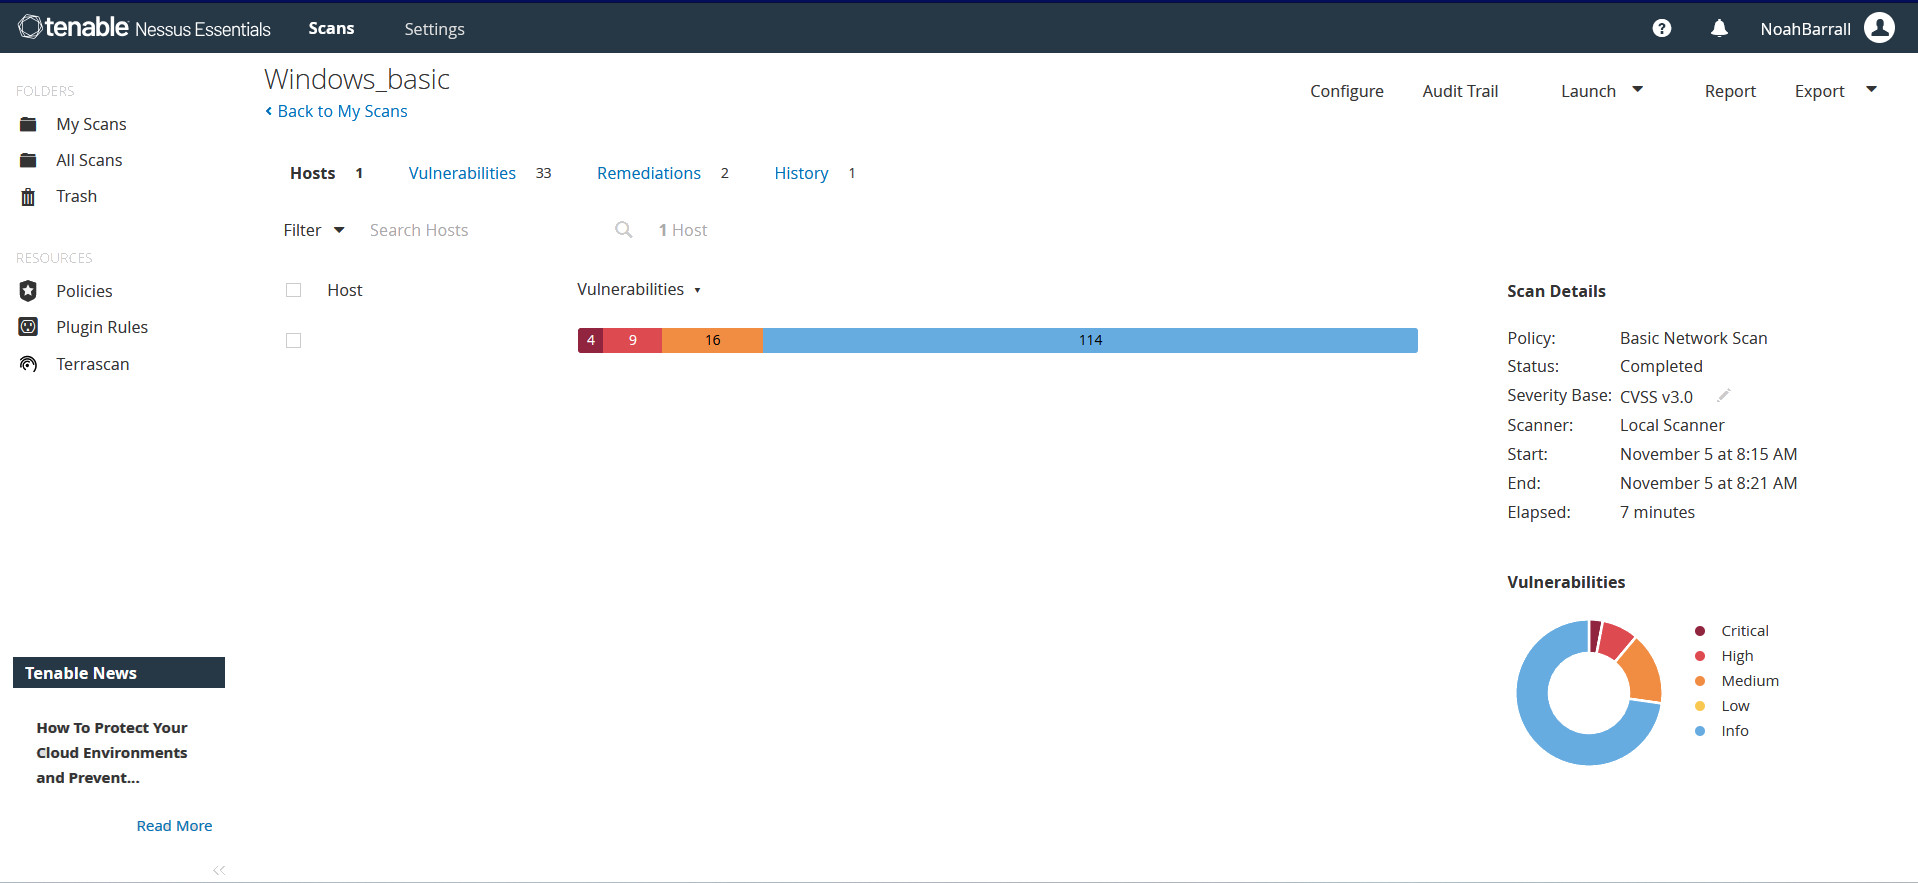 tenable Nessus Essentials Scans Settings ? NoahBarrall
FOLDERS
My Scans
All Scans
Trash
RESOURCES
Policies
Plugin Rules
Terrascan
Tenable News
How To Protect Your
Cloud Environments
and Prevent...
Read More
Windows_basic
Back to My Scans
Configure Audit Trail Launch Report Export
Hosts 1 Vulnerabilities 33 Remediations 2 History 1
Filter Search Hosts 1 Host
Host Vulnerabilities
4 9 16 114
Scan Details
Policy: Basic Network Scan
Status: Completed
Severity Base: CVSS v3.0
Scanner: Local Scanner
Start: November 5 at 8:15 AM
End: November 5 at 8:21 AM
Elapsed: 7 minutes
Vulnerabilities
Critical
High
Medium
Low
Info